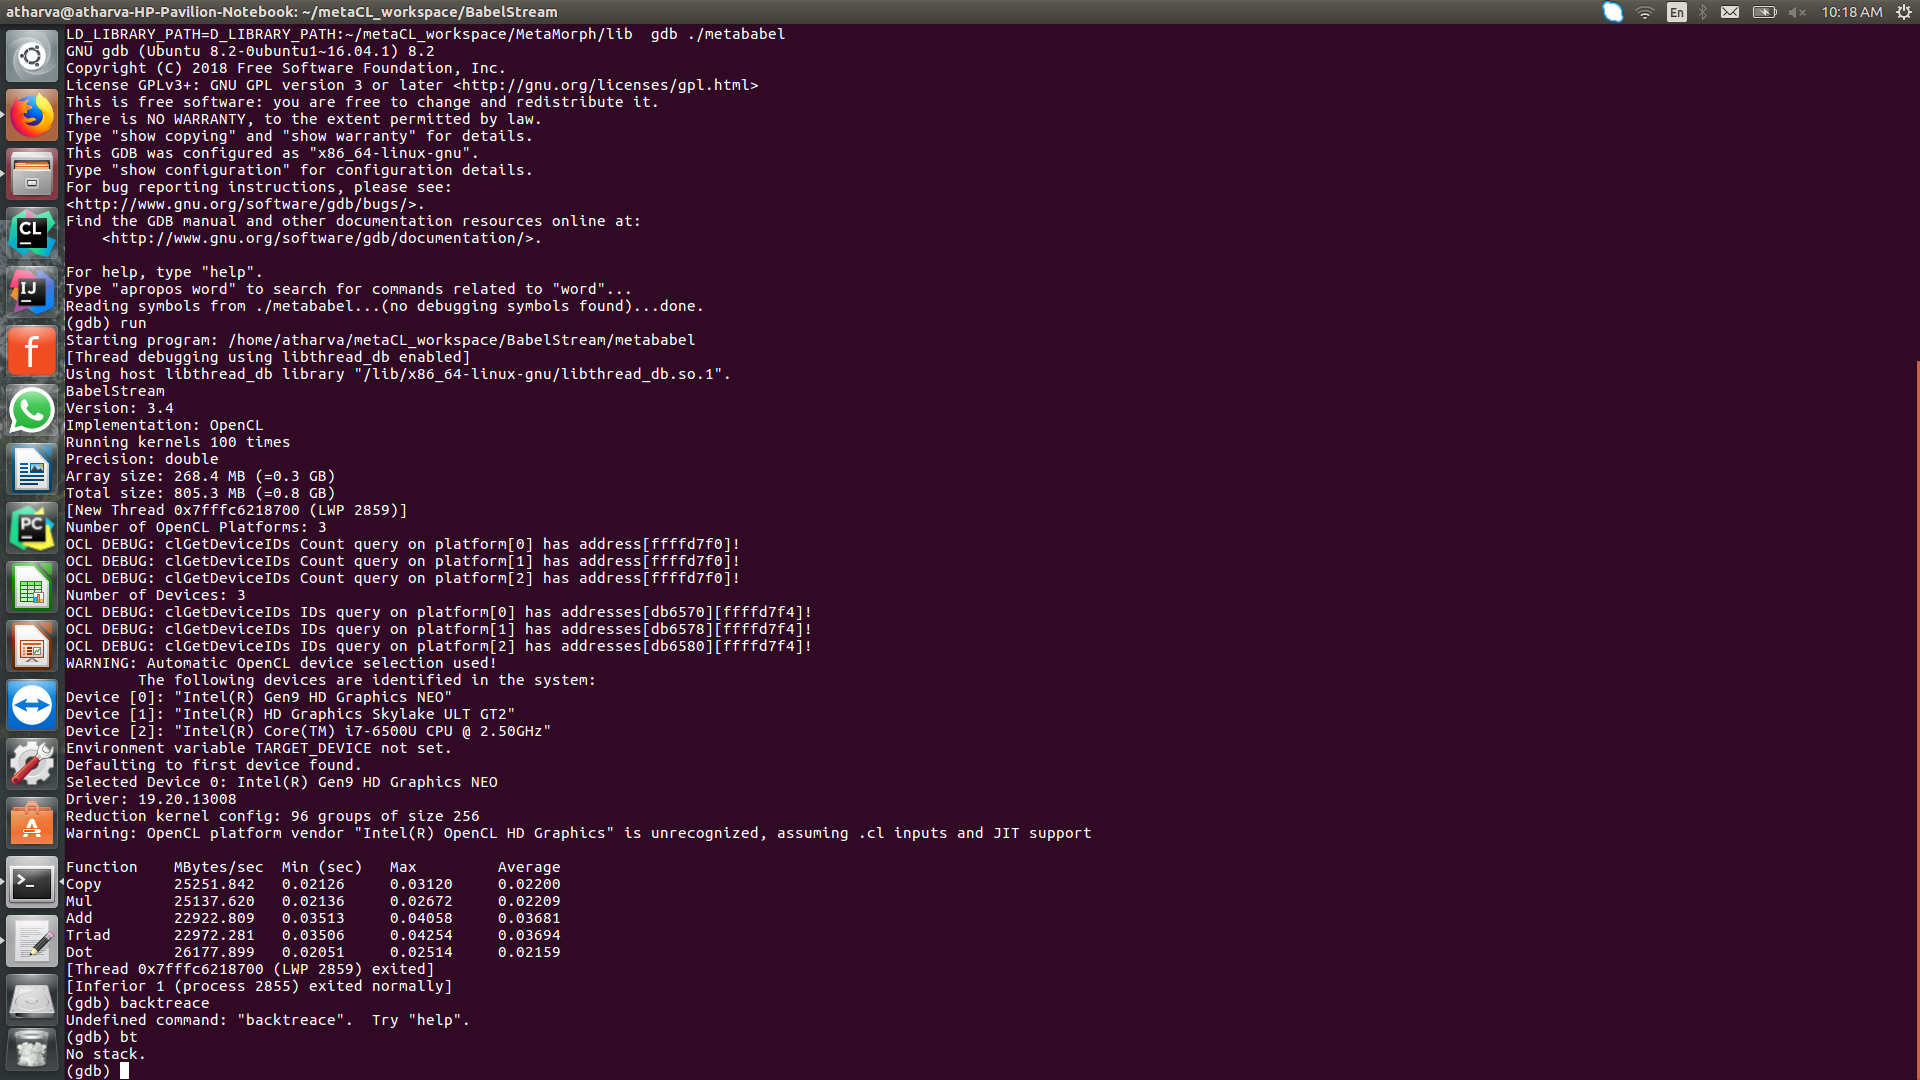 atharva@atharva-HP-Pavilion-Notebook: ~/metaCL_workspace/BabelStream
En
10:18 AM
LD_LIBRARY_PATH=D_LIBRARY_PATH:~/metaCL_workspace/MetaMorph/lib  gdb ./metababel
GNU gdb (Ubuntu 8.2-0ubuntu1~16.04.1) 8.2
Copyright (C) 2018 Free Software Foundation, Inc.
License GPLv3+: GNU GPL version 3 or later <http://gnu.org/licenses/gpl.html>
This is free software: you are free to change and redistribute it.
There is NO WARRANTY, to the extent permitted by law.
Type "show copying" and "show warranty" for details.
This GDB was configured as "x86_64-linux-gnu".
Type "show configuration" for configuration details.
For bug reporting instructions, please see:
<http://www.gnu.org/software/gdb/bugs/>.
Find the GDB manual and other documentation resources online at:
    <http://www.gnu.org/software/gdb/documentation/>.
For help, type "help".
Type "apropos word" to search for commands related to "word"...
Reading symbols from ./metababel...(no debugging symbols found)...done.
(gdb) run
Starting program: /home/atharva/metaCL_workspace/BabelStream/metababel
[Thread debugging using libthread_db enabled]
Using host libthread_db library "/lib/x86_64-linux-gnu/libthread_db.so.1".
BabelStream
Version: 3.4
Implementation: OpenCL
Running kernels 100 times
Precision: double
Array size: 268.4 MB (=0.3 GB)
Total size: 805.3 MB (=0.8 GB)
[New Thread 0x7fffc6218700 (LWP 2859)]
Number of OpenCL Platforms: 3
OCL DEBUG: clGetDeviceIDs Count query on platform[0] has address[ffffd7f0]!
OCL DEBUG: clGetDeviceIDs Count query on platform[1] has address[ffffd7f0]!
OCL DEBUG: clGetDeviceIDs Count query on platform[2] has address[ffffd7f0]!
Number of Devices: 3
OCL DEBUG: clGetDeviceIDs IDs query on platform[0] has addresses[db6570][ffffd7f4]!
OCL DEBUG: clGetDeviceIDs IDs query on platform[1] has addresses[db6578][ffffd7f4]!
OCL DEBUG: clGetDeviceIDs IDs query on platform[2] has addresses[db6580][ffffd7f4]!
WARNING: Automatic OpenCL device selection used!
        The following devices are identified in the system:
Device [0]: "Intel(R) Gen9 HD Graphics NEO"
Device [1]: "Intel(R) HD Graphics Skylake ULT GT2"
Device [2]: "Intel(R) Core(TM) i7-6500U CPU @ 2.50GHz"
Environment variable TARGET_DEVICE not set.
Defaulting to first device found.
Selected Device 0: Intel(R) Gen9 HD Graphics NEO
Driver: 19.20.13008
Reduction kernel config: 96 groups of size 256
Warning: OpenCL platform vendor "Intel(R) OpenCL HD Graphics" is unrecognized, assuming .cl inputs and JIT support
Function    MBytes/sec  Min (sec)   Max         Average
Copy        25251.842   0.02126     0.03120     0.02200
Mul         25137.620   0.02136     0.02672     0.02209
Add         22922.809   0.03513     0.04058     0.03681
Triad       22972.281   0.03506     0.04254     0.03694
Dot         26177.899   0.02051     0.02514     0.02159
[Thread 0x7fffc6218700 (LWP 2859) exited]
[Inferior 1 (process 2855) exited normally]
(gdb) backtreace
Undefined command: "backtreace".  Try "help".
(gdb) bt
No stack.
(gdb)
CL
IJ
f
PC